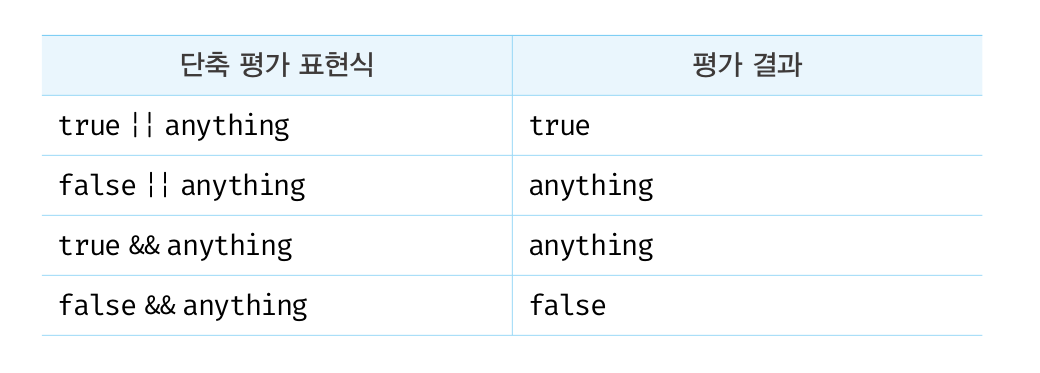 단축 평가 표현식 평가 결과
true || anything true
false || anything anything
true && anything anything
false && anything false